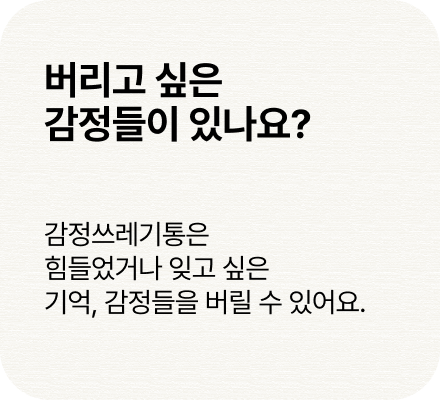 버리고 싶은
감정들이 있나요?
감정쓰레기통은
힘들었거나 잊고 싶은
기억, 감정들을 버릴 수 있어요.